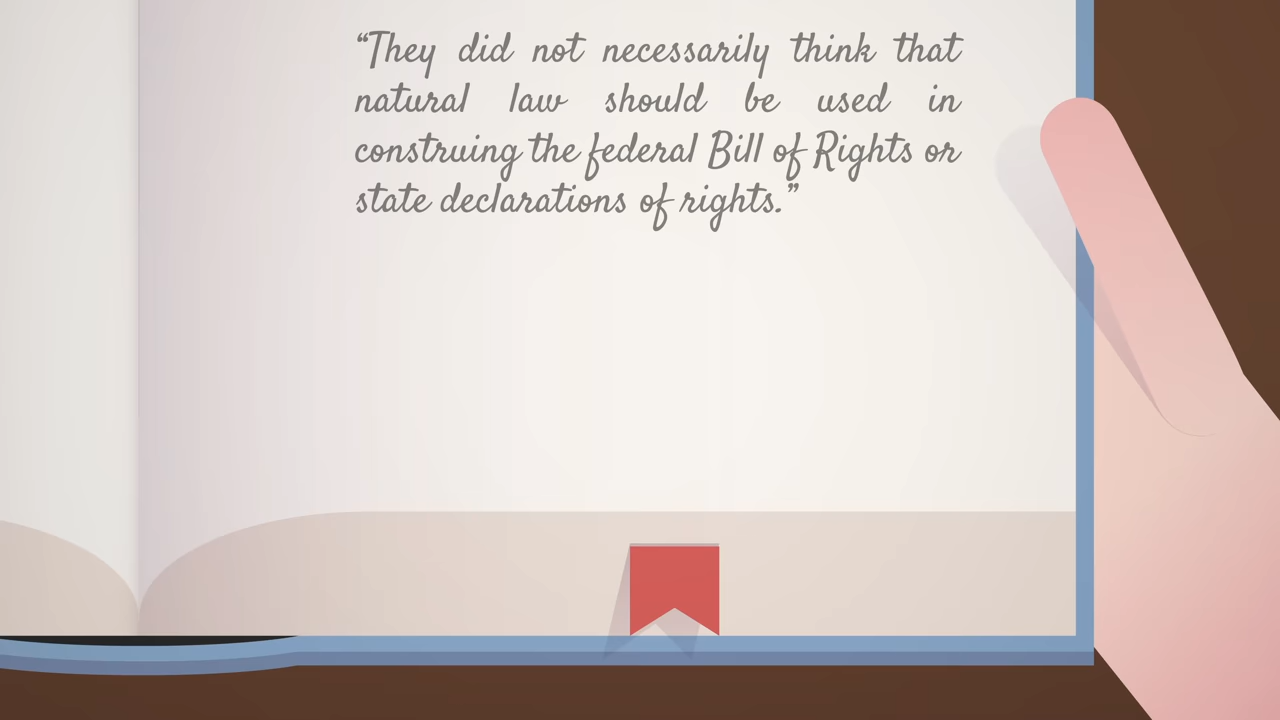 “They did not necessarily think that
natural law should be used in
construing the federal Bill of Rights or
state declarations of rights.”